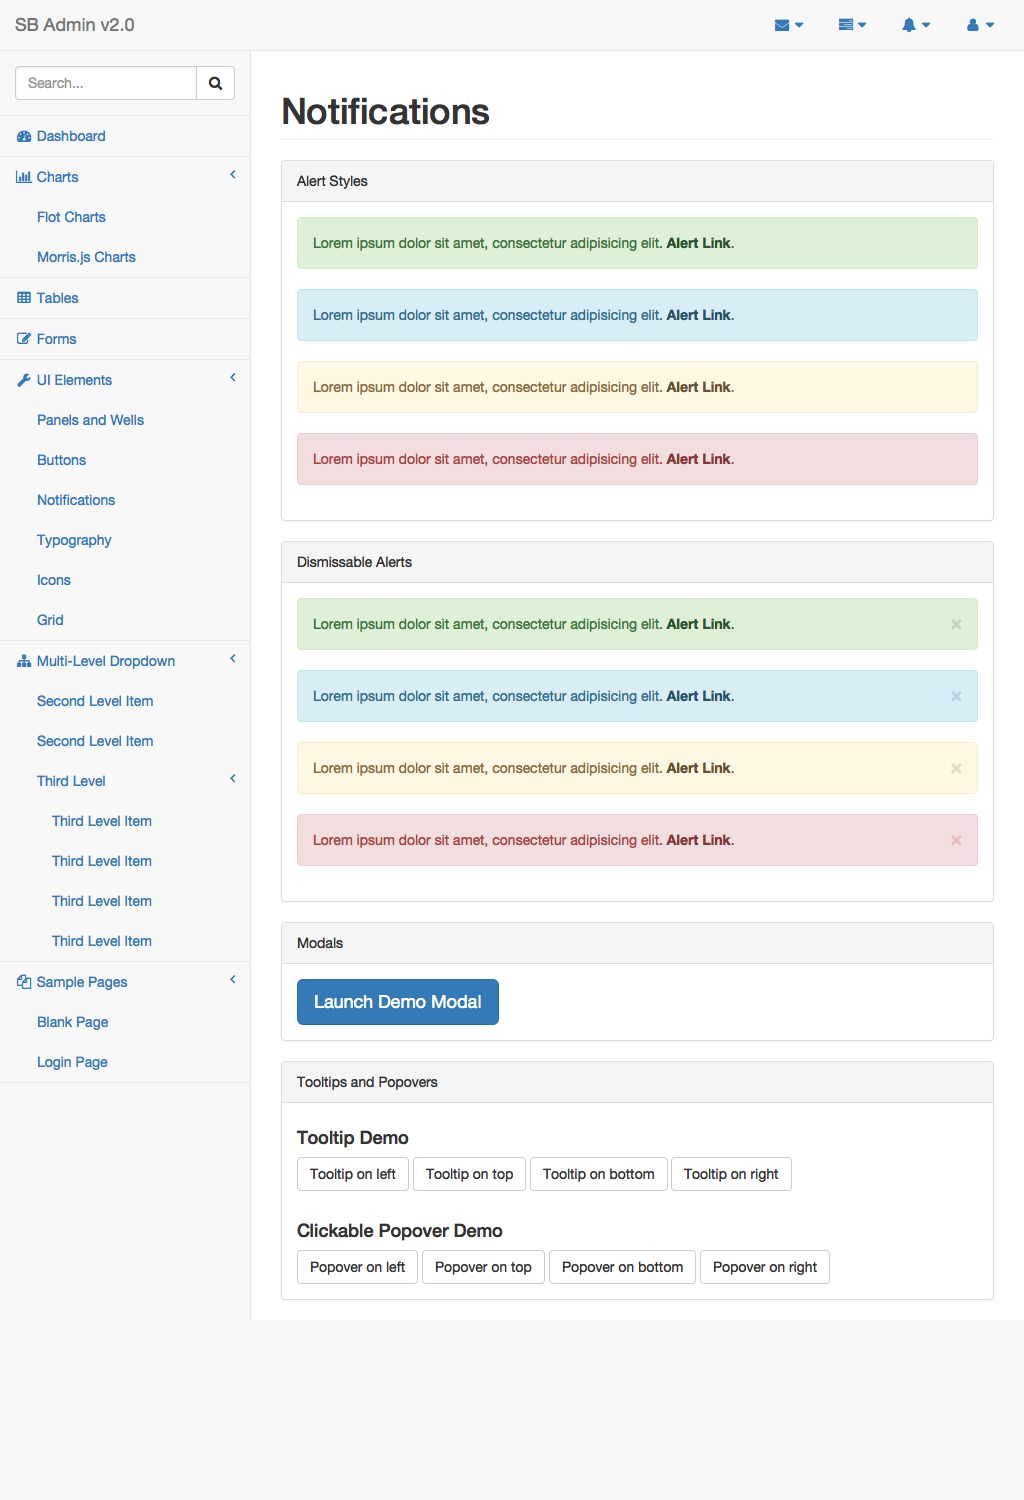 SB Admin v2.0
Search...
Dashboard
Charts
Flot Charts
Morris.js Charts
Tables
Forms
UI Elements
Panels and Wells
Buttons
Notifications
Typography
Icons
Grid
Multi-Level Dropdown
Second Level Item
Second Level Item
Third Level
Third Level Item
Third Level Item
Third Level Item
Third Level Item
Sample Pages
Blank Page
Login Page
Notifications
Alert Styles
Lorem ipsum dolor sit amet, consectetur adipisicing elit. Alert Link.
Lorem ipsum dolor sit amet, consectetur adipisicing elit. Alert Link.
Lorem ipsum dolor sit amet, consectetur adipisicing elit. Alert Link.
Lorem ipsum dolor sit amet, consectetur adipisicing elit. Alert Link.
Dismissable Alerts
Lorem ipsum dolor sit amet, consectetur adipisicing elit. Alert Link. ×
Lorem ipsum dolor sit amet, consectetur adipisicing elit. Alert Link. ×
Lorem ipsum dolor sit amet, consectetur adipisicing elit. Alert Link. ×
Lorem ipsum dolor sit amet, consectetur adipisicing elit. Alert Link. ×
Modals
Launch Demo Modal
Tooltips and Popovers
Tooltip Demo
Tooltip on left Tooltip on top Tooltip on bottom Tooltip on right
Clickable Popover Demo
Popover on left Popover on top Popover on bottom Popover on right